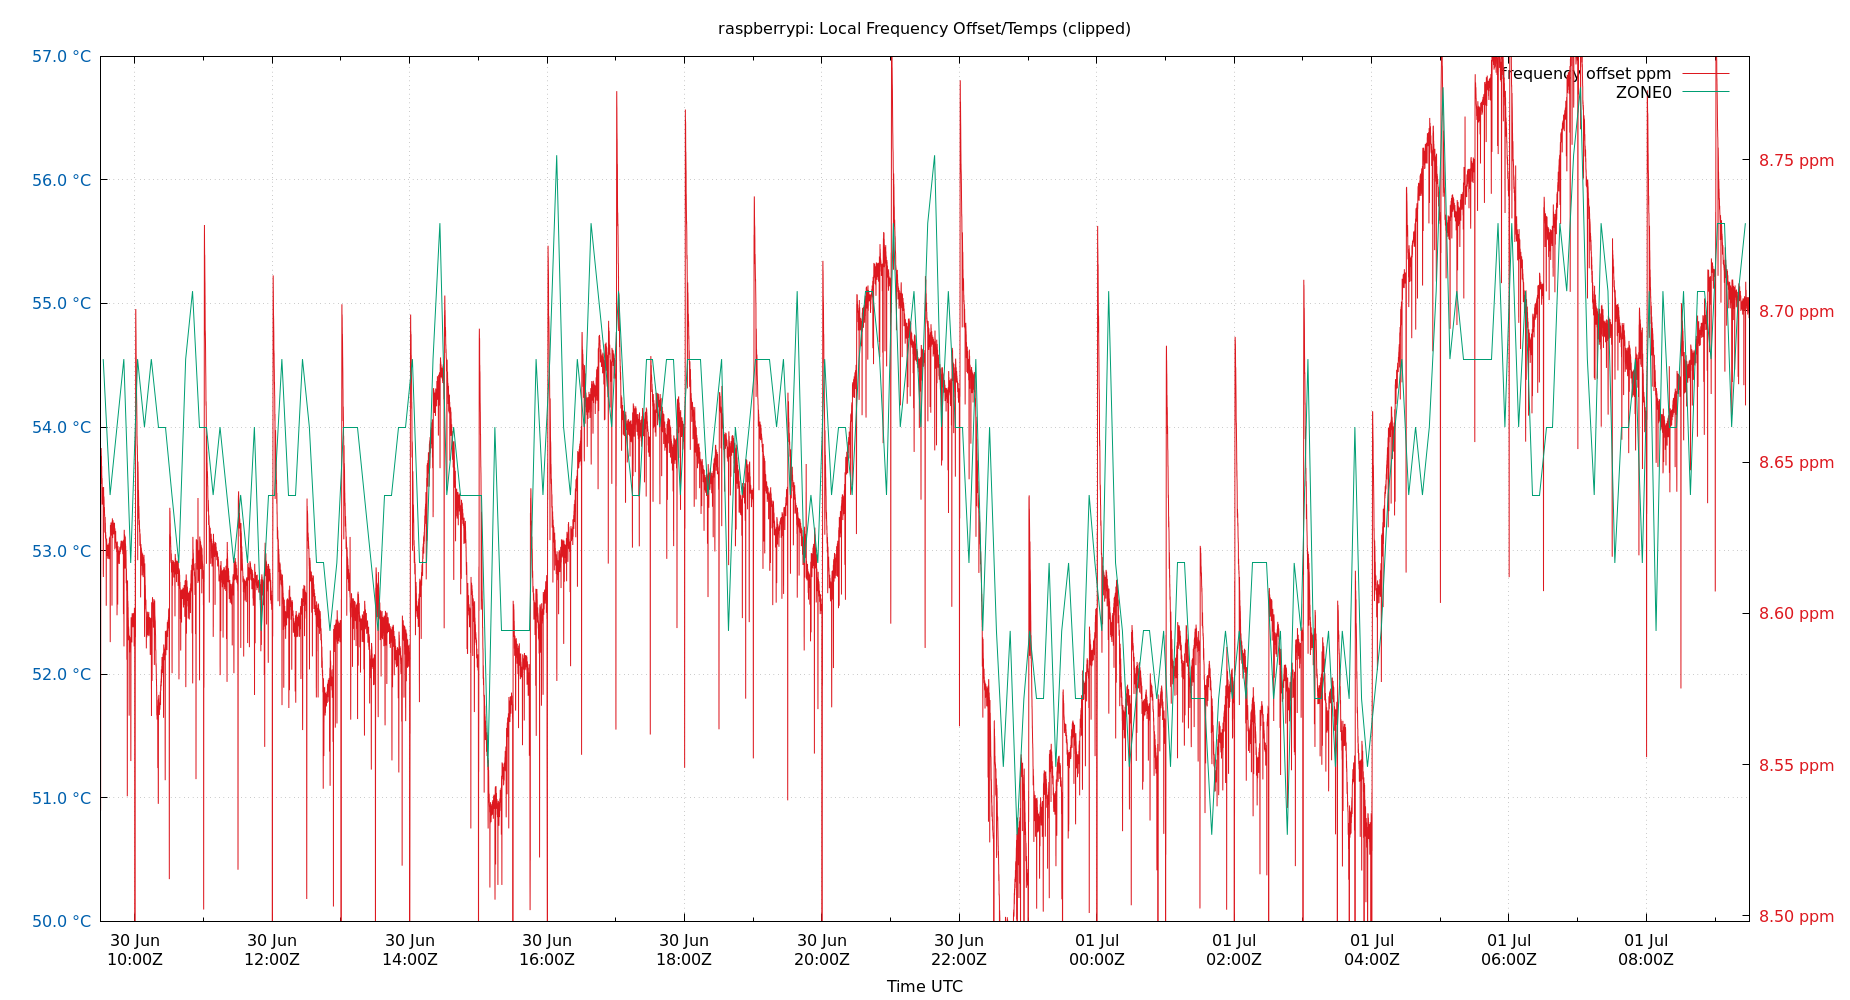 raspberrypi: Local Frequency Offset/Temps (clipped)
57.0 °C
56.0 °C
55.0 °C
54.0 °C
53.0 °C
52.0 °C
51.0 °C
50.0 °C
frequency offset ppm
ZONE0
8.75 ppm
8.70 ppm
8.65 ppm
8.60 ppm
8.55 ppm
8.50 ppm
30 Jun
10:00Z
30 Jun
12:00Z
30 Jun
14:00Z
30 Jun
16:00Z
30 Jun
18:00Z
30 Jun
20:00Z
30 Jun
22:00Z
01 Jul
00:00Z
01 Jul
02:00Z
01 Jul
04:00Z
01 Jul
06:00Z
01 Jul
08:00Z
Time UTC